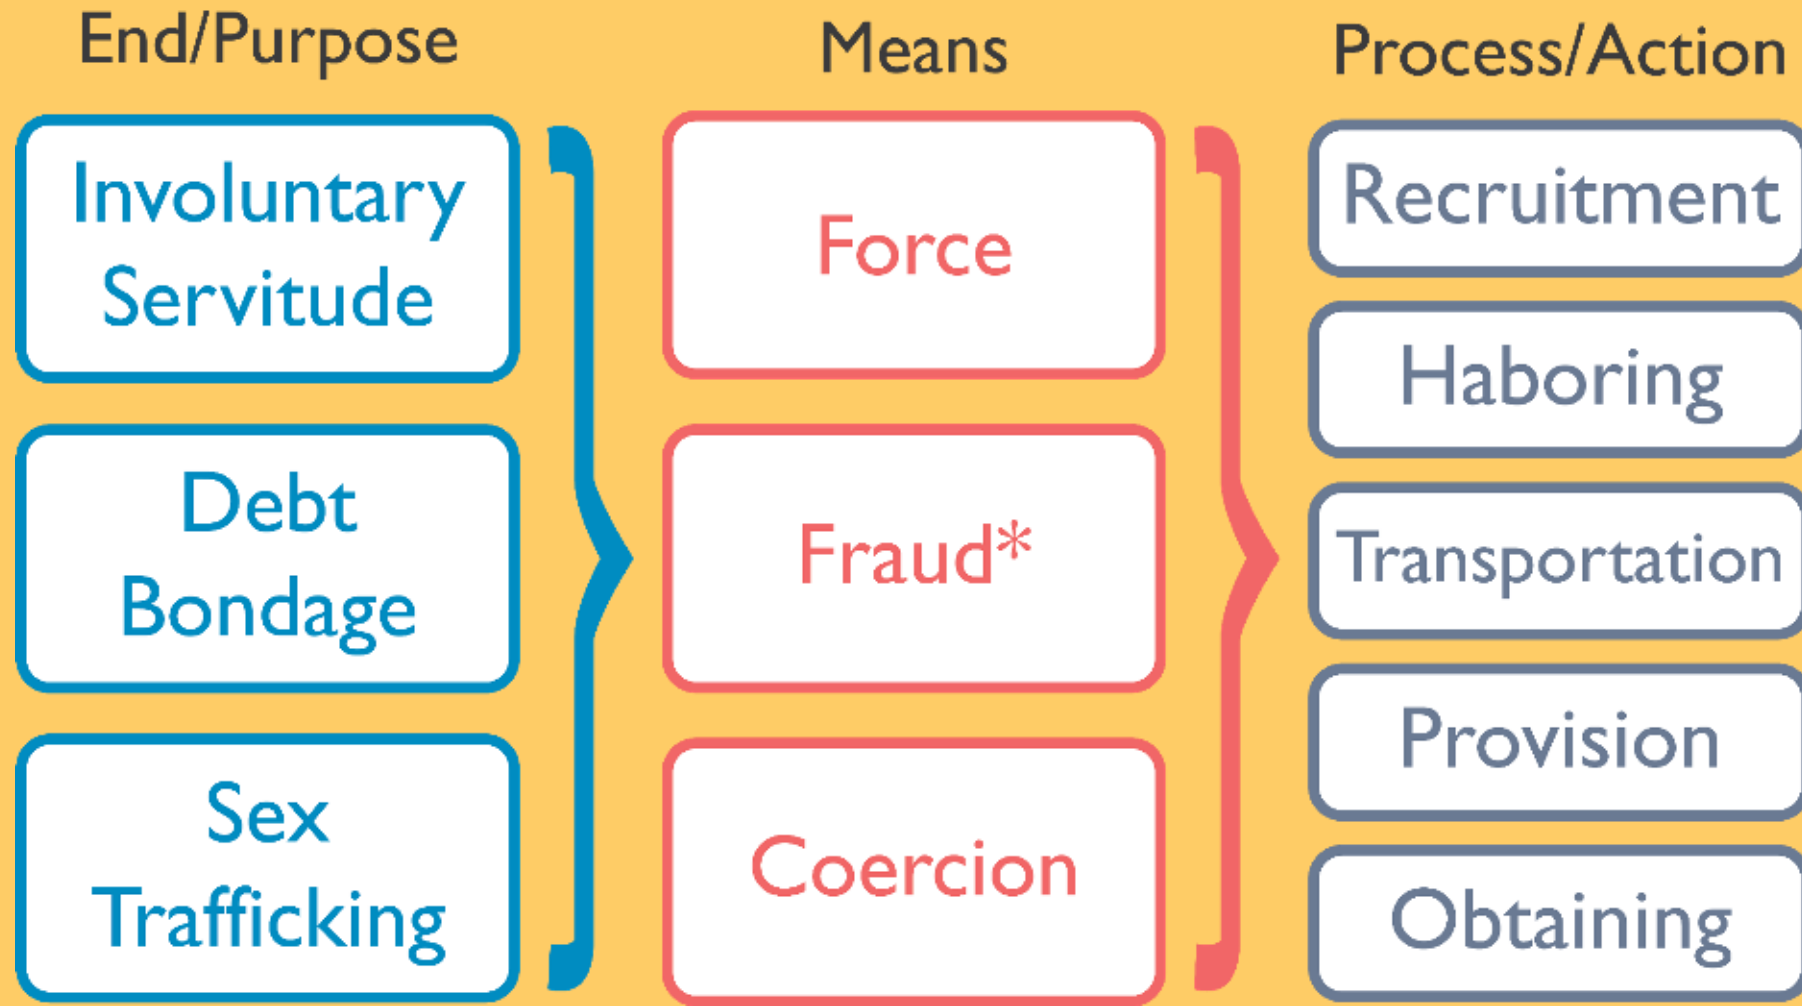 End/Purpose
Involuntary
Servitude
Debt
Bondage
Sex
Trafficking
Means
Force
Fraud*
Coercion
Process/Action
Recruitment
Haboring
Transportation
Provision
Obtaining